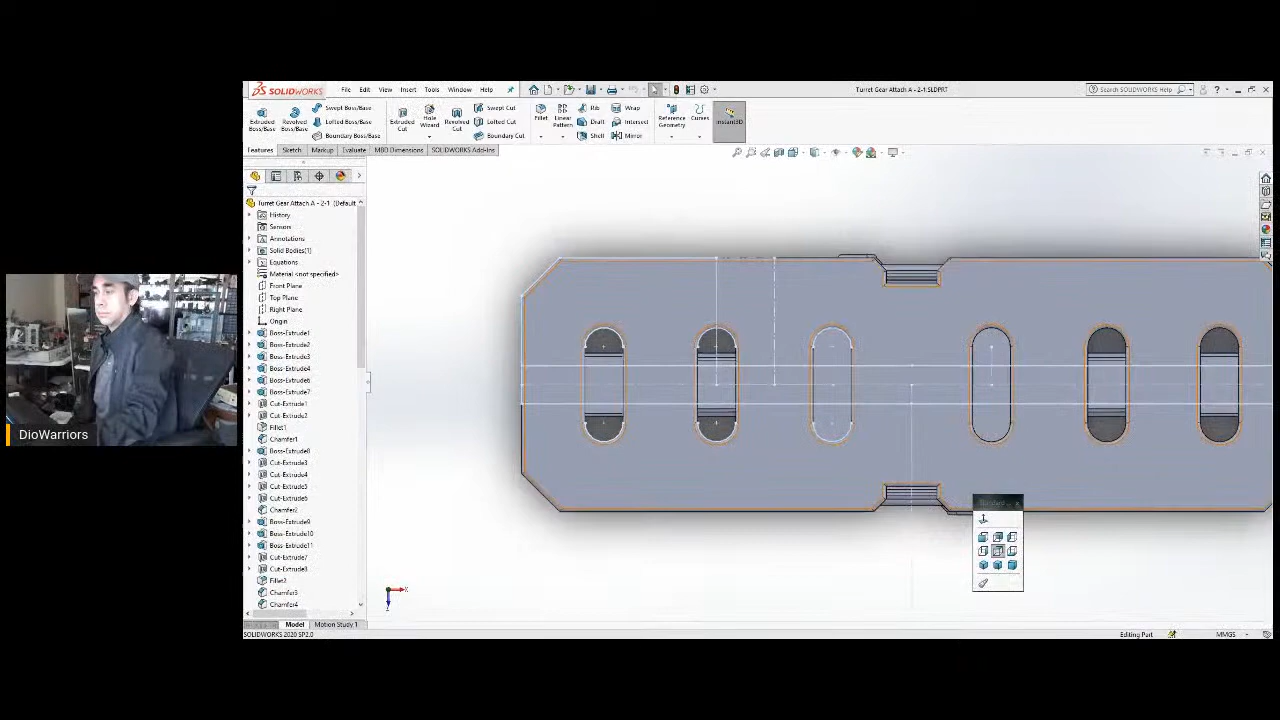 SOLIDWORKS
File Edit View Insert Tools Window Help
Turret Gear Attach A - 2-1.SLDPRT
Search SOLIDWORKS Help
Extruded Boss/Base
Revolved Boss/Base
Swept Boss/Base
Lofted Boss/Base
Boundary Boss/Base
Extruded Cut
Hole Wizard
Revolved Cut
Swept Cut
Lofted Cut
Boundary Cut
Fillet
Linear Pattern
Rib
Draft
Shell
Wrap
Intersect
Mirror
Reference Geometry
Curves
Instant3D
Features Sketch Markup Evaluate MBD Dimensions SOLIDWORKS Add-Ins
Turret Gear Attach A - 2-1 (Default
History
Sensors
Annotations
Solid Bodies(1)
Equations
Material <not specified>
Front Plane
Top Plane
Right Plane
Origin
Boss-Extrude1
Boss-Extrude2
Boss-Extrude3
Boss-Extrude4
Boss-Extrude6
Boss-Extrude7
Cut-Extrude1
Cut-Extrude2
Fillet1
Chamfer1
Boss-Extrude8
Cut-Extrude3
Cut-Extrude4
Cut-Extrude5
Cut-Extrude6
Chamfer2
Boss-Extrude9
Boss-Extrude10
Boss-Extrude11
Cut-Extrude7
Cut-Extrude8
Fillet2
Chamfer3
Chamfer4
DioWarriors
X
Model Motion Study 1
SOLIDWORKS 2020 SP2.0
Editing Part
MMGS